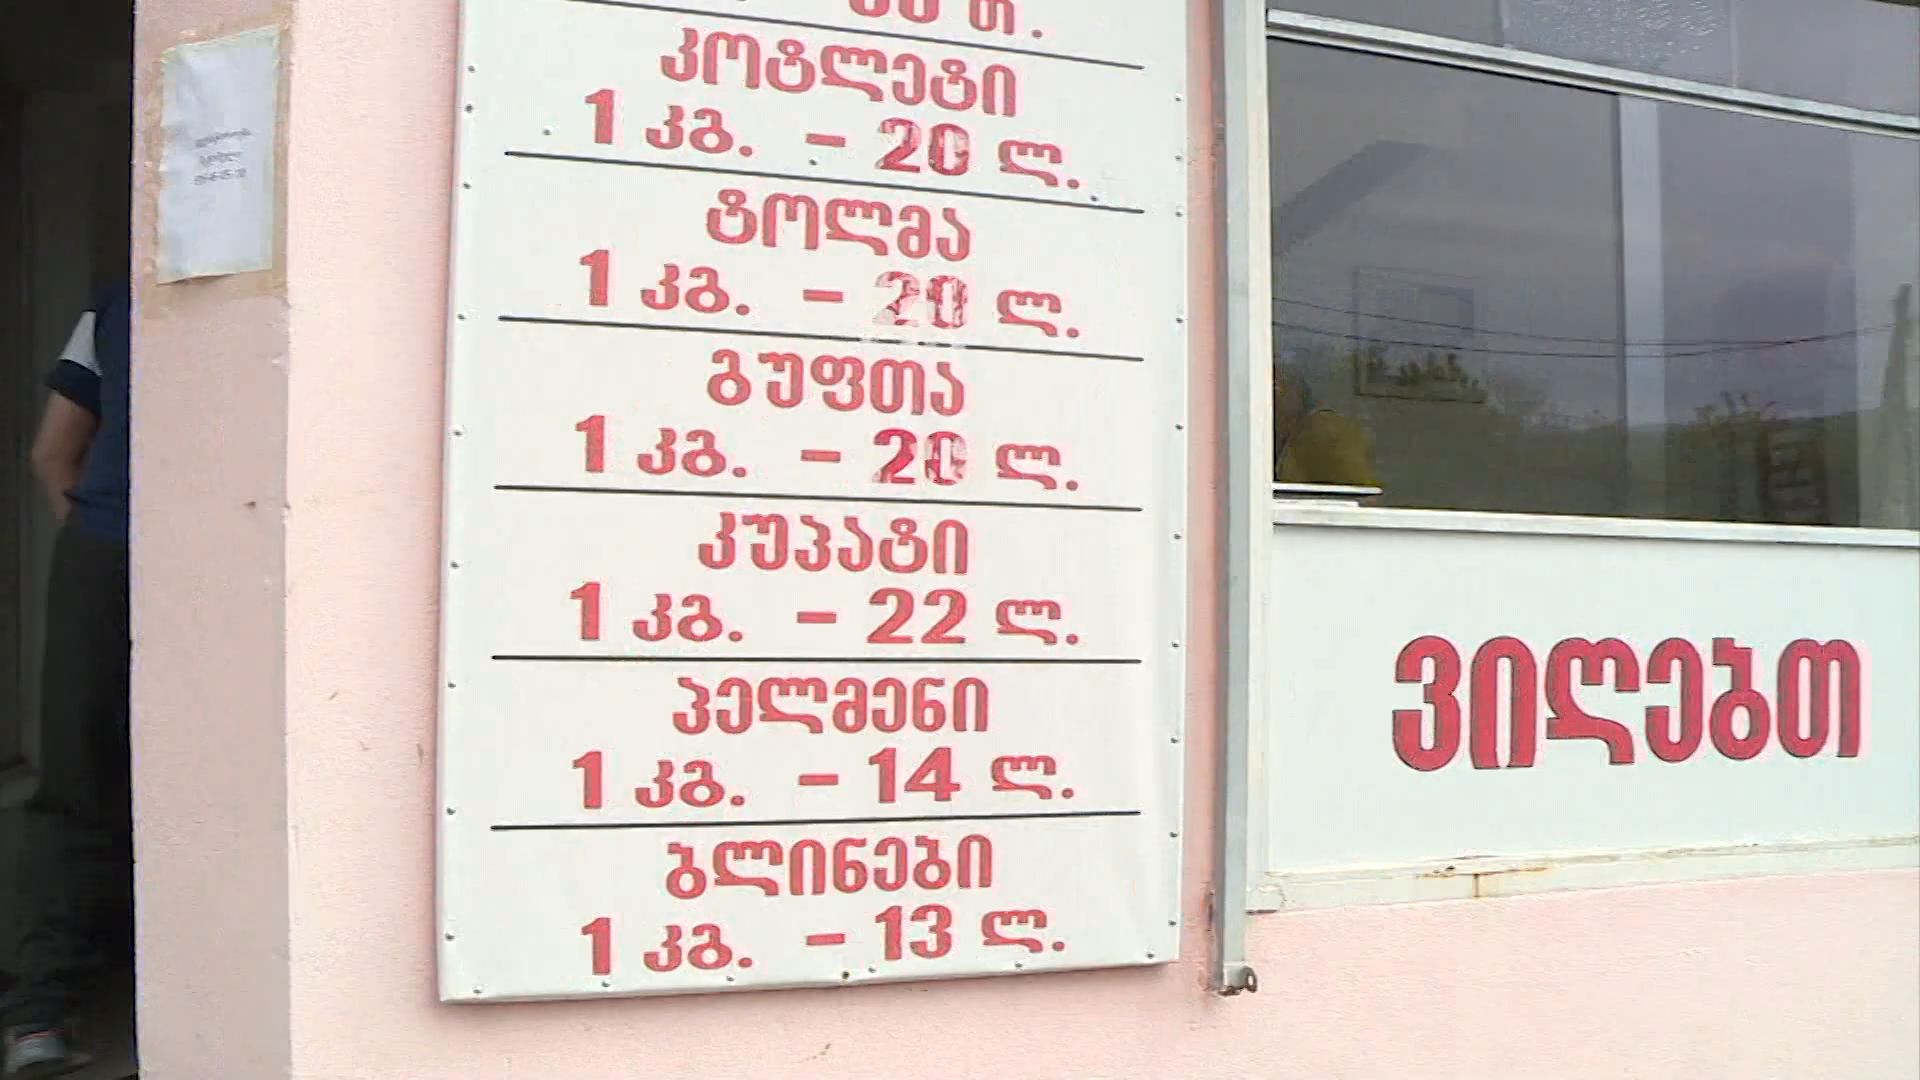 კოტლეტი
1 კგ. - 20 ლ.
ტოლმა
1 კგ. - 20 ლ.
გუფთა
1 კგ. - 20 ლ.
კუპატი
1 კგ. - 22 ლ.
პელმენი
1 კგ. - 14 ლ.
ბლინები
1 კგ. - 13 ლ.
ვიღებთ